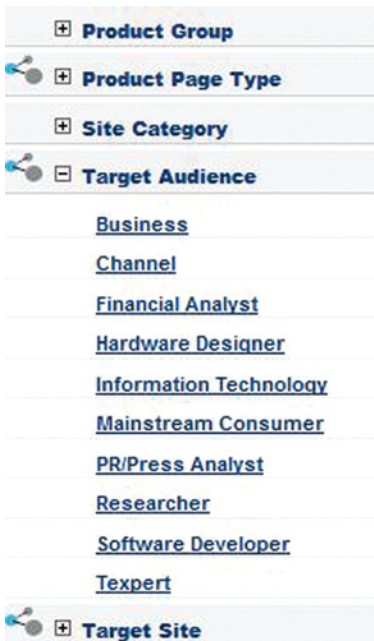 Product Group
Product Page Type
Site Category
Target Audience
Business
Channel
Financial Analyst
Hardware Designer
Information Technology
Mainstream Consumer
PR/Press Analyst
Researcher
Software Developer
Texpert
Target Site